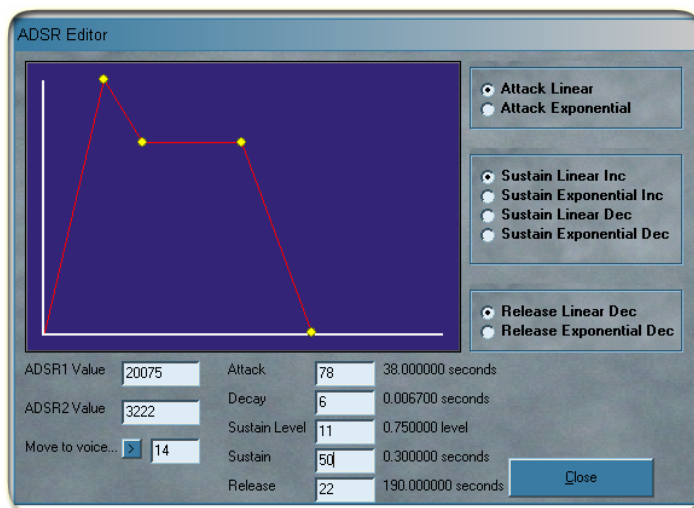 ADSR Editor
Attack Linear
Attack Exponential
Sustain Linear Inc
Sustain Exponential Inc
Sustain Linear Dec
Sustain Exponential Dec
Release Linear Dec
Release Exponential Dec
ADSR1 Value 20075
ADSR2 Value 3222
Move to voice... > 14
Attack 78 38.000000 seconds
Decay 6 0.006700 seconds
Sustain Level 11 0.750000 level
Sustain 50 0.300000 seconds
Release 22 190.000000 seconds
Close